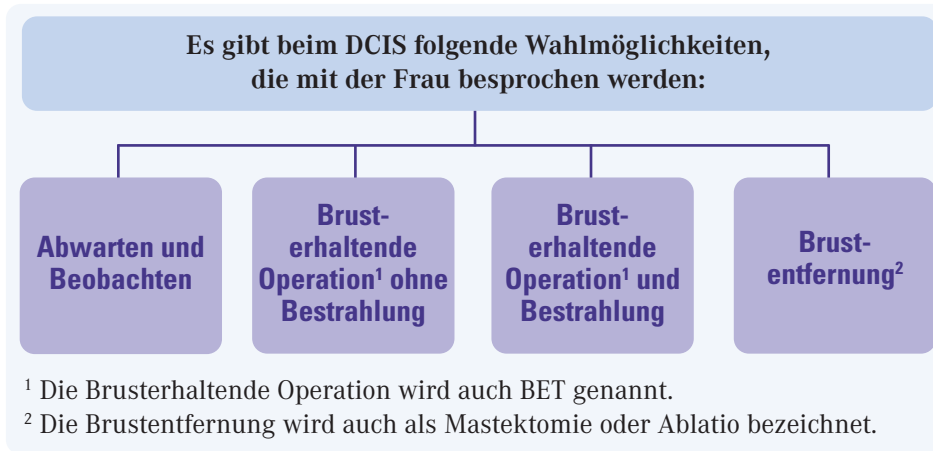 Es gibt beim DCIS folgende Wahlmöglichkeiten,
die mit der Frau besprochen werden:
Abwarten und
Beobachten
Brust-
erhaltende
Operation¹ ohne
Bestrahlung
Brust-
erhaltende
Operation¹ und
Bestrahlung
Brust-
entfernung²
¹ Die Brusterhaltende Operation wird auch BET genannt.
² Die Brustentfernung wird auch als Mastektomie oder Ablatio bezeichnet.